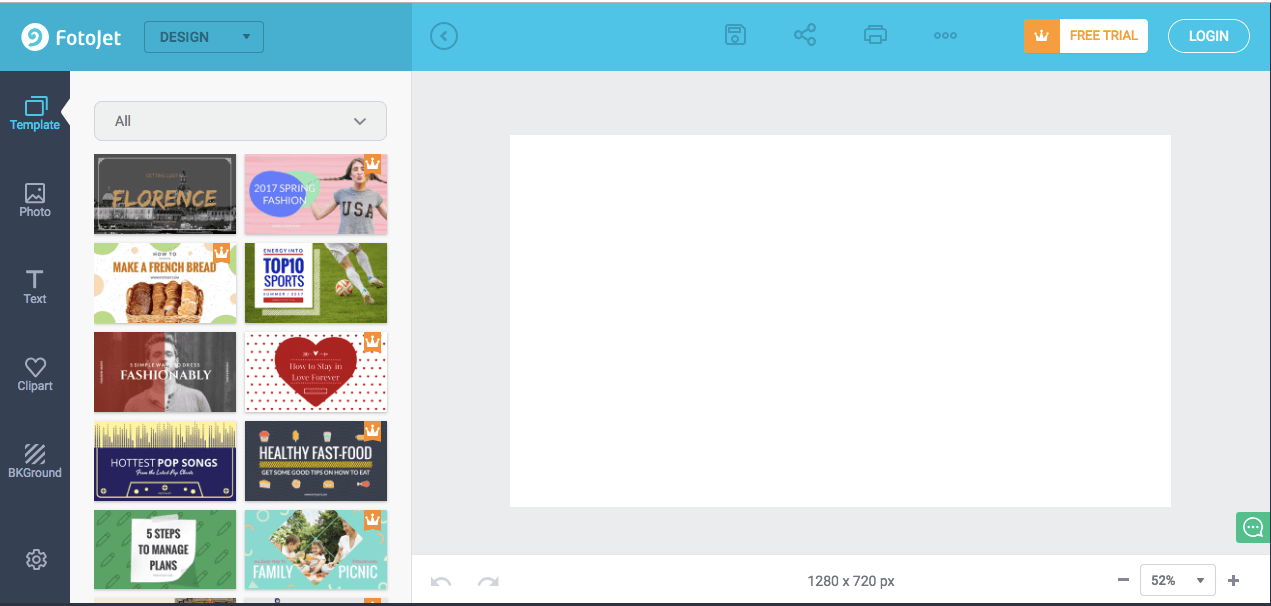 FotoJet
DESIGN
FREE TRIAL
LOGIN
Template
Photo
Text
Clipart
BKGround
All
FLORENCE
2017 SPRING
FASHION
USA
HOW TO
MAKE A FRENCH BREAD
ENERGY INTO
TOP10
SPORTS
SUMMER / 2017
5 SIMPLE WAYS TO DRESS
FASHIONABLY
How to Stay in
Love Forever
HOTTEST POP SONGS
From the Latest Pop Charts
HEALTHY FAST-FOOD
GET SOME GOOD TIPS ON HOW TO EAT
5 STEPS
TO MANAGE
PLANS
FAMILY PICNIC
1280 x 720 px
52%